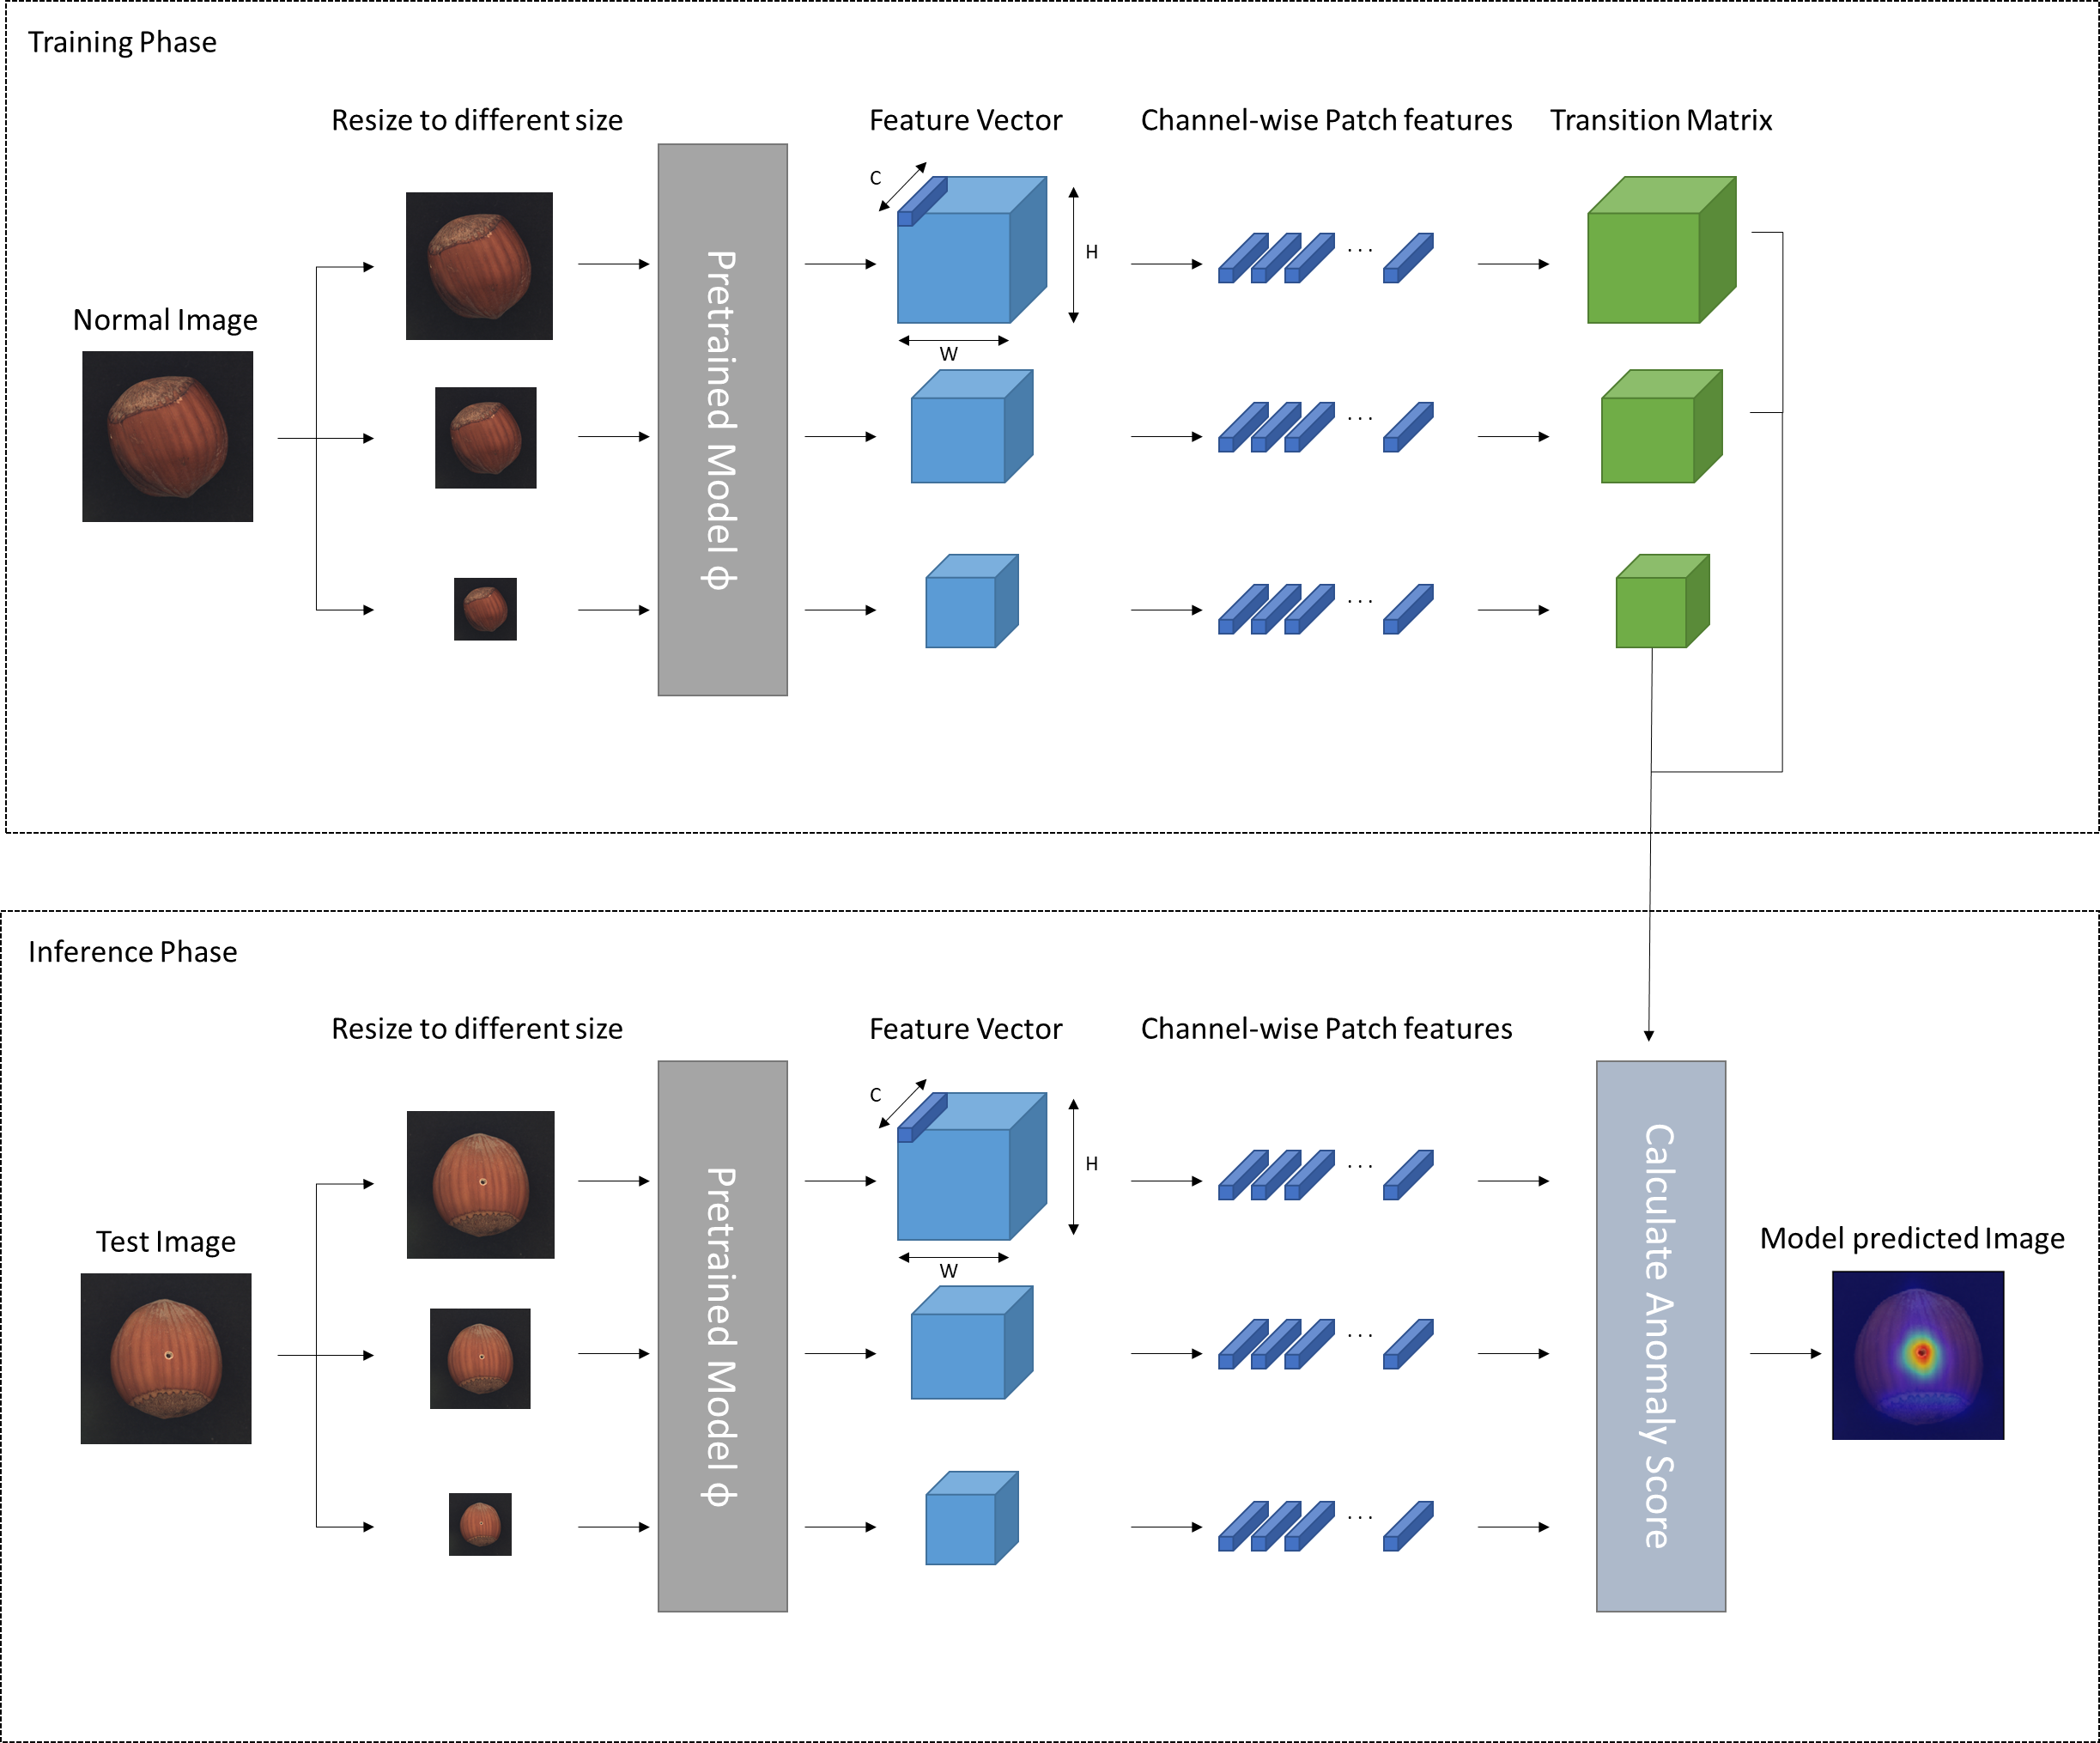 Training Phase
Resize to different size
Feature Vector
Channel-wise Patch features
Transition Matrix
Normal Image
Pretrained Model ϕ
C
H
W
. . .
. . .
. . .
Inference Phase
Resize to different size
Feature Vector
Channel-wise Patch features
Test Image
Pretrained Model ϕ
C
H
W
. . .
. . .
. . .
Calculate Anomaly Score
Model predicted Image